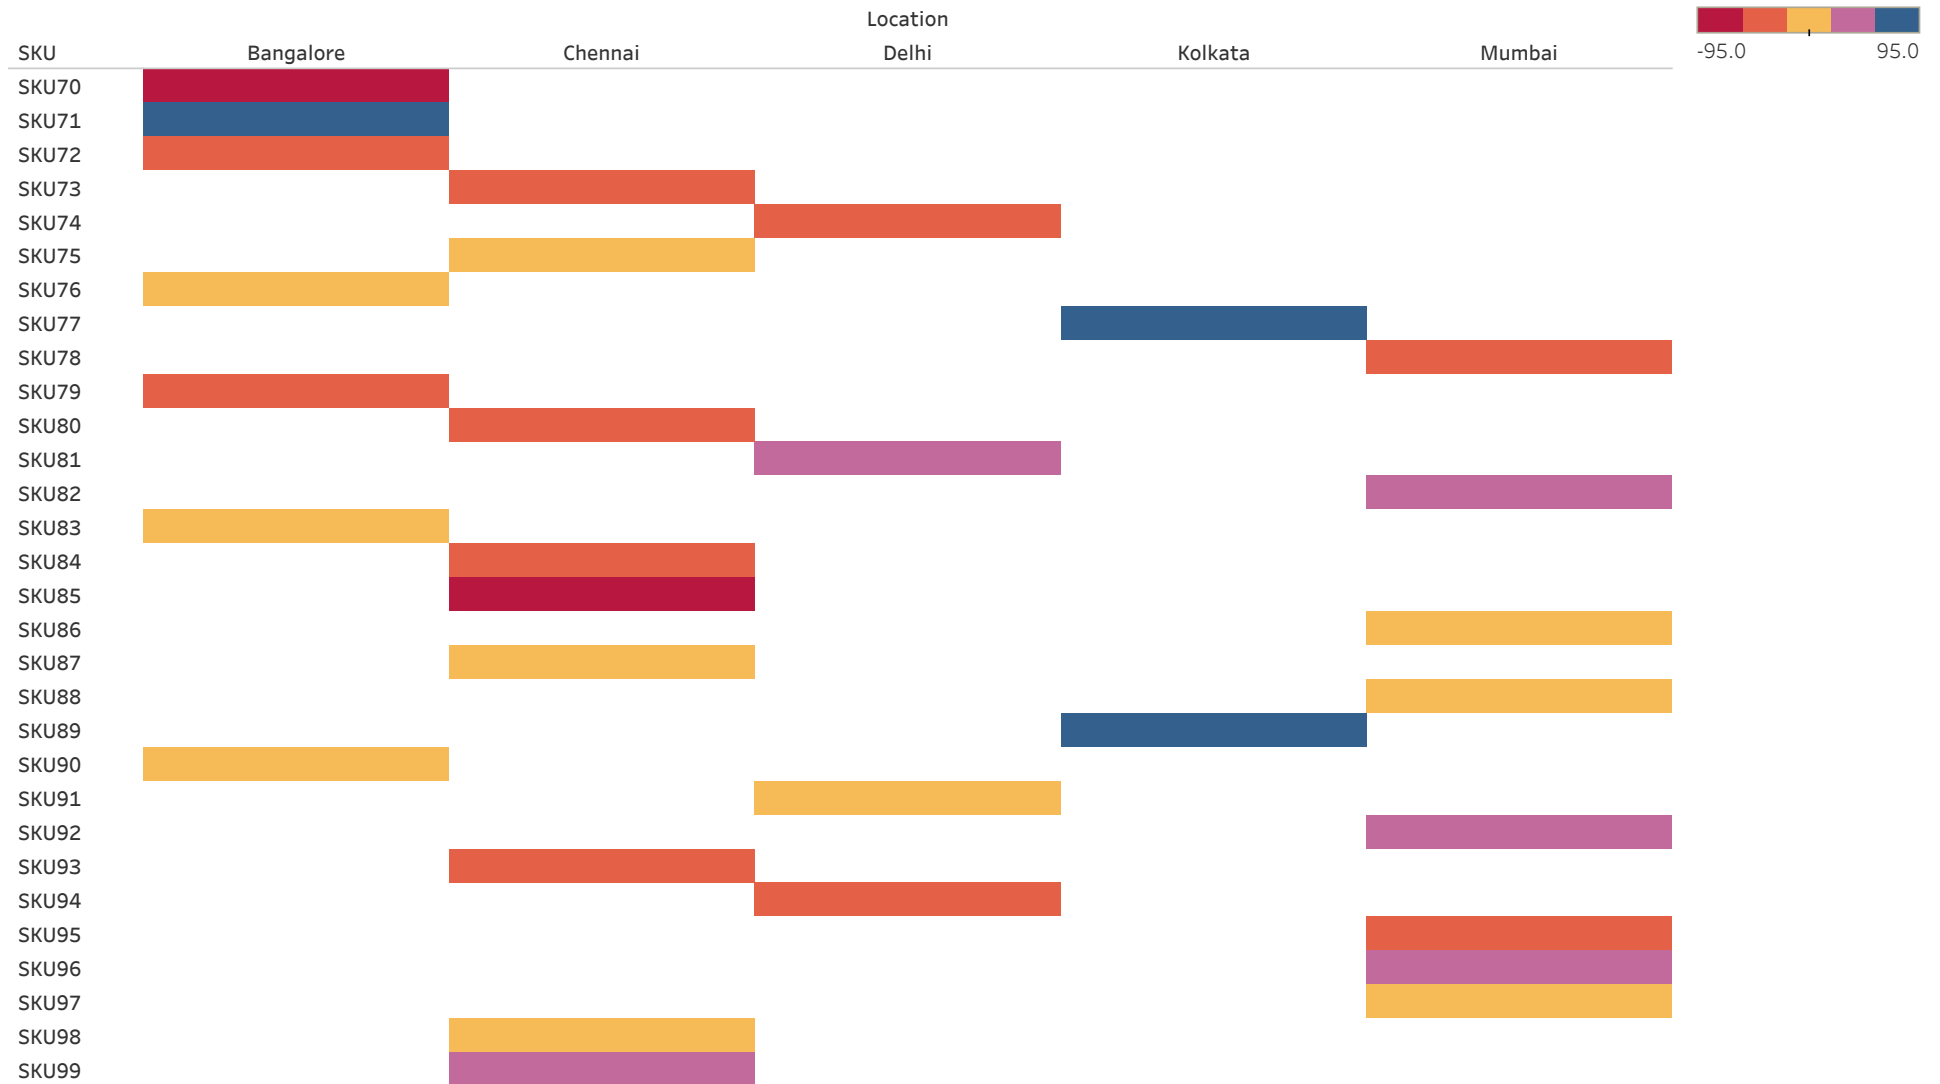 Location
SKU Bangalore Chennai Delhi Kolkata Mumbai
-95.0 95.0
SKU70
SKU71
SKU72
SKU73
SKU74
SKU75
SKU76
SKU77
SKU78
SKU79
SKU80
SKU81
SKU82
SKU83
SKU84
SKU85
SKU86
SKU87
SKU88
SKU89
SKU90
SKU91
SKU92
SKU93
SKU94
SKU95
SKU96
SKU97
SKU98
SKU99